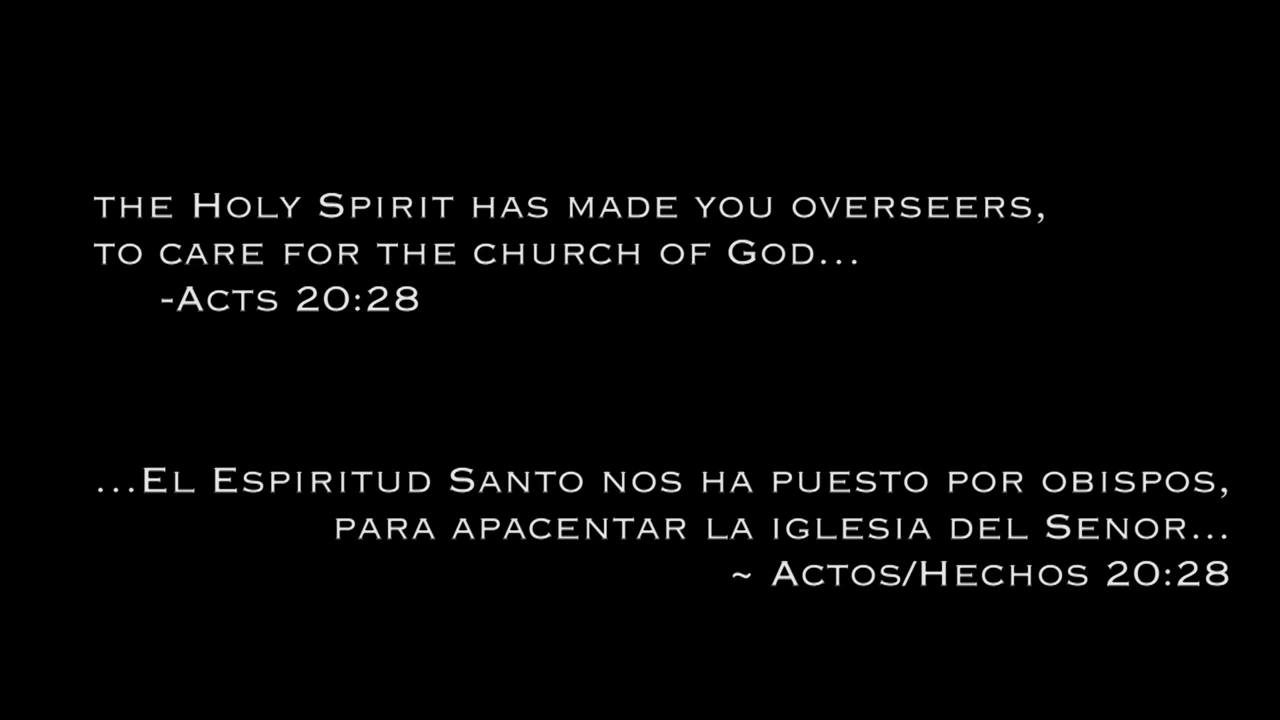 the Holy Spirit has made you overseers,
to care for the church of God...
-Acts 20:28
...El Espiritud Santo nos ha puesto por obispos,
para apacentar la iglesia del Senor...
~ Actos/Hechos 20:28